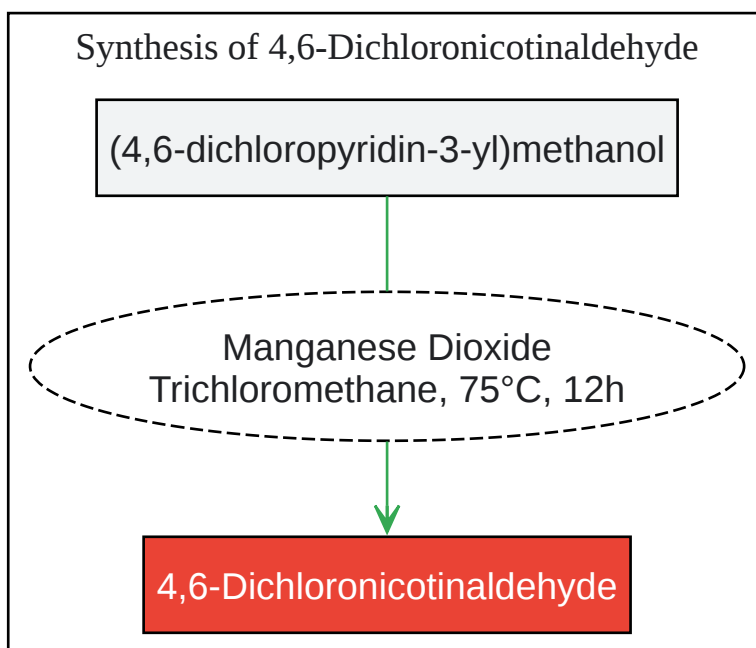 Synthesis of 4,6-Dichloronicotinaldehyde
(4,6-dichloropyridin-3-yl)methanol
Manganese Dioxide
Trichloromethane, 75°C, 12h
4,6-Dichloronicotinaldehyde